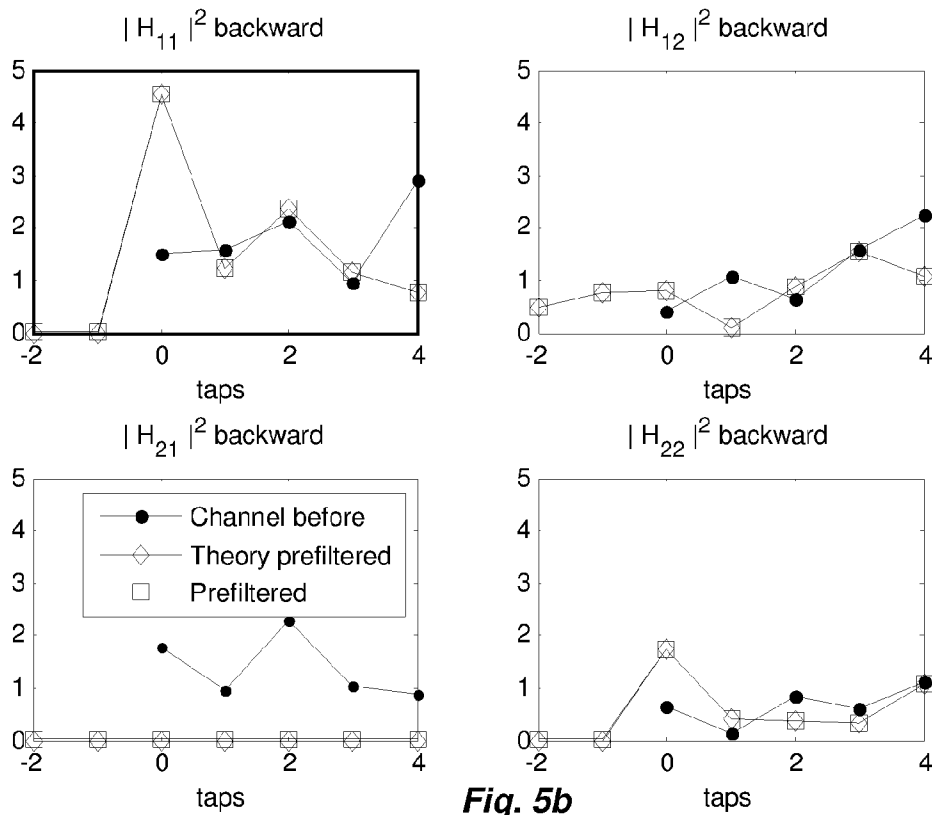 | H11 |2 backward
| H12 |2 backward
5
4
3
2
1
0
-2 0 2 4
taps
5
4
3
2
1
0
-2 0 2 4
taps
| H21 |2 backward
| H22 |2 backward
5
4
3
2
1
0
Channel before
Theory prefiltered
Prefiltered
-2 0 2 4
taps
5
4
3
2
1
0
-2 0 2 4
taps
Fig. 5b